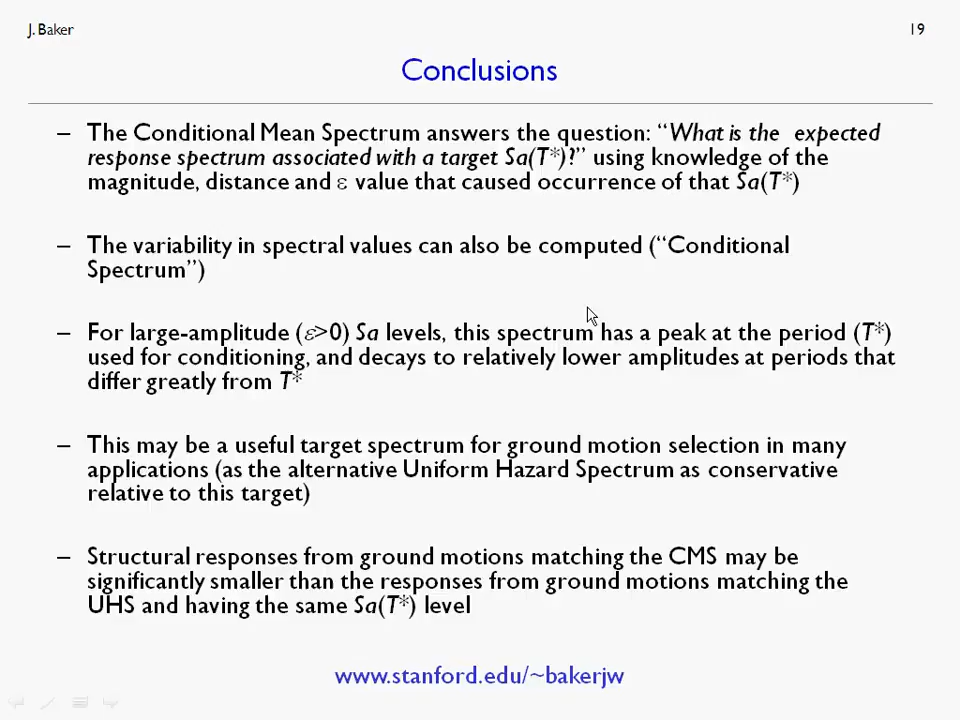 J. Baker
19
Conclusions
– The Conditional Mean Spectrum answers the question: “What is the expected
response spectrum associated with a target Sa(T*)?” using knowledge of the
magnitude, distance and ε value that caused occurrence of that Sa(T*)
– The variability in spectral values can also be computed (“Conditional
Spectrum”)
– For large-amplitude (ε>0) Sa levels, this spectrum has a peak at the period (T*)
used for conditioning, and decays to relatively lower amplitudes at periods that
differ greatly from T*
– This may be a useful target spectrum for ground motion selection in many
applications (as the alternative Uniform Hazard Spectrum as conservative
relative to this target)
– Structural responses from ground motions matching the CMS may be
significantly smaller than the responses from ground motions matching the
UHS and having the same Sa(T*) level
www.stanford.edu/~bakerjw